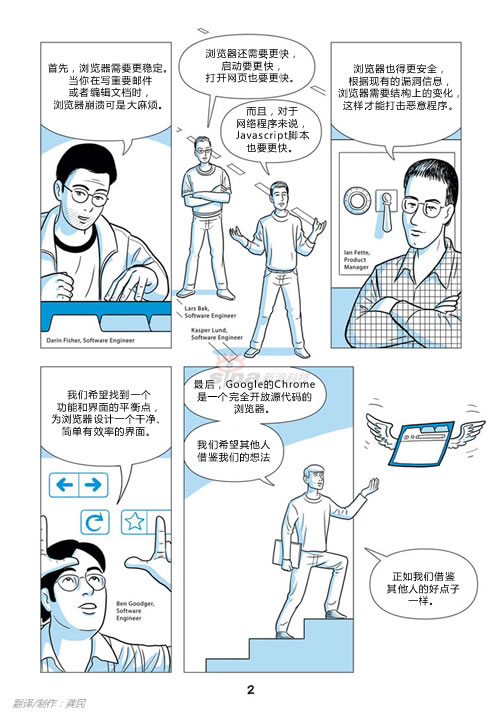 首先，浏览器需要更稳定。
当你在写重要邮件
或者编辑文档时，
浏览器崩溃可是大麻烦。
Darin Fisher, Software Engineer
浏览器还需要更快，
启动要更快，
打开网页也要更快。
而且，对于
网络程序来说，
Javascript脚本
也要更快。
Lars Bak,
Software Engineer
Kasper Lund,
Software Engineer
浏览器也得更安全，
根据现有的漏洞信息，
浏览器需要结构上的变化，
这样才能打击恶意程序。
Ian Fette,
Product
Manager
sina新浪科技
我们希望找到一个
功能和界面的平衡点，
为浏览器设计一个干净、
简单有效率的界面。
Ben Goodger,
Software
Engineer
最后，Google的Chrome
是一个完全开放源代码的
浏览器。
我们希望其他人
借鉴我们的想法
正如我们借鉴
其他人的好点子
一样。
2
翻译/制作：龚民